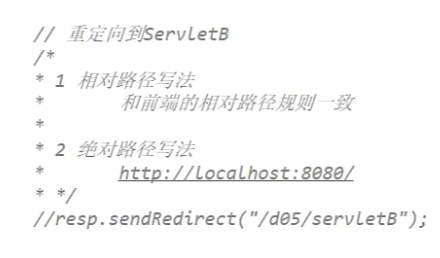 // 重定向到ServletB
/*
* 1 相对路径写法
*      和前端的相对路径规则一致
*
* 2 绝对路径写法
*      http://localhost:8080/
* */
//resp.sendRedirect("/d05/servletB");